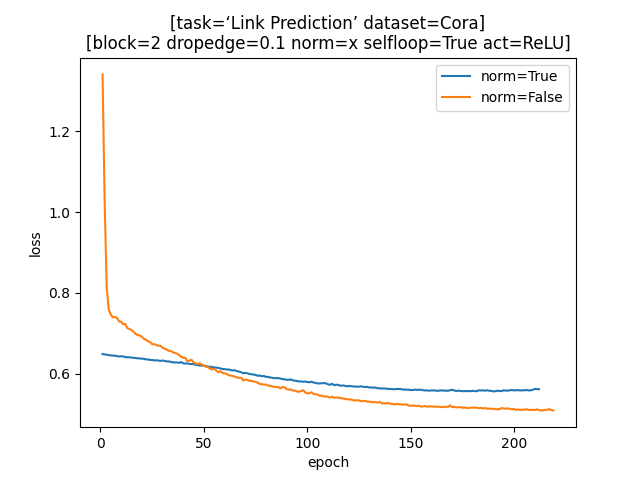 [task=‘Link Prediction’ dataset=Cora]
[block=2 dropedge=0.1 norm=x selfloop=True act=ReLU]
norm=True
norm=False
1.2
1.0
0.8
0.6
loss
0 50 100 150 200
epoch